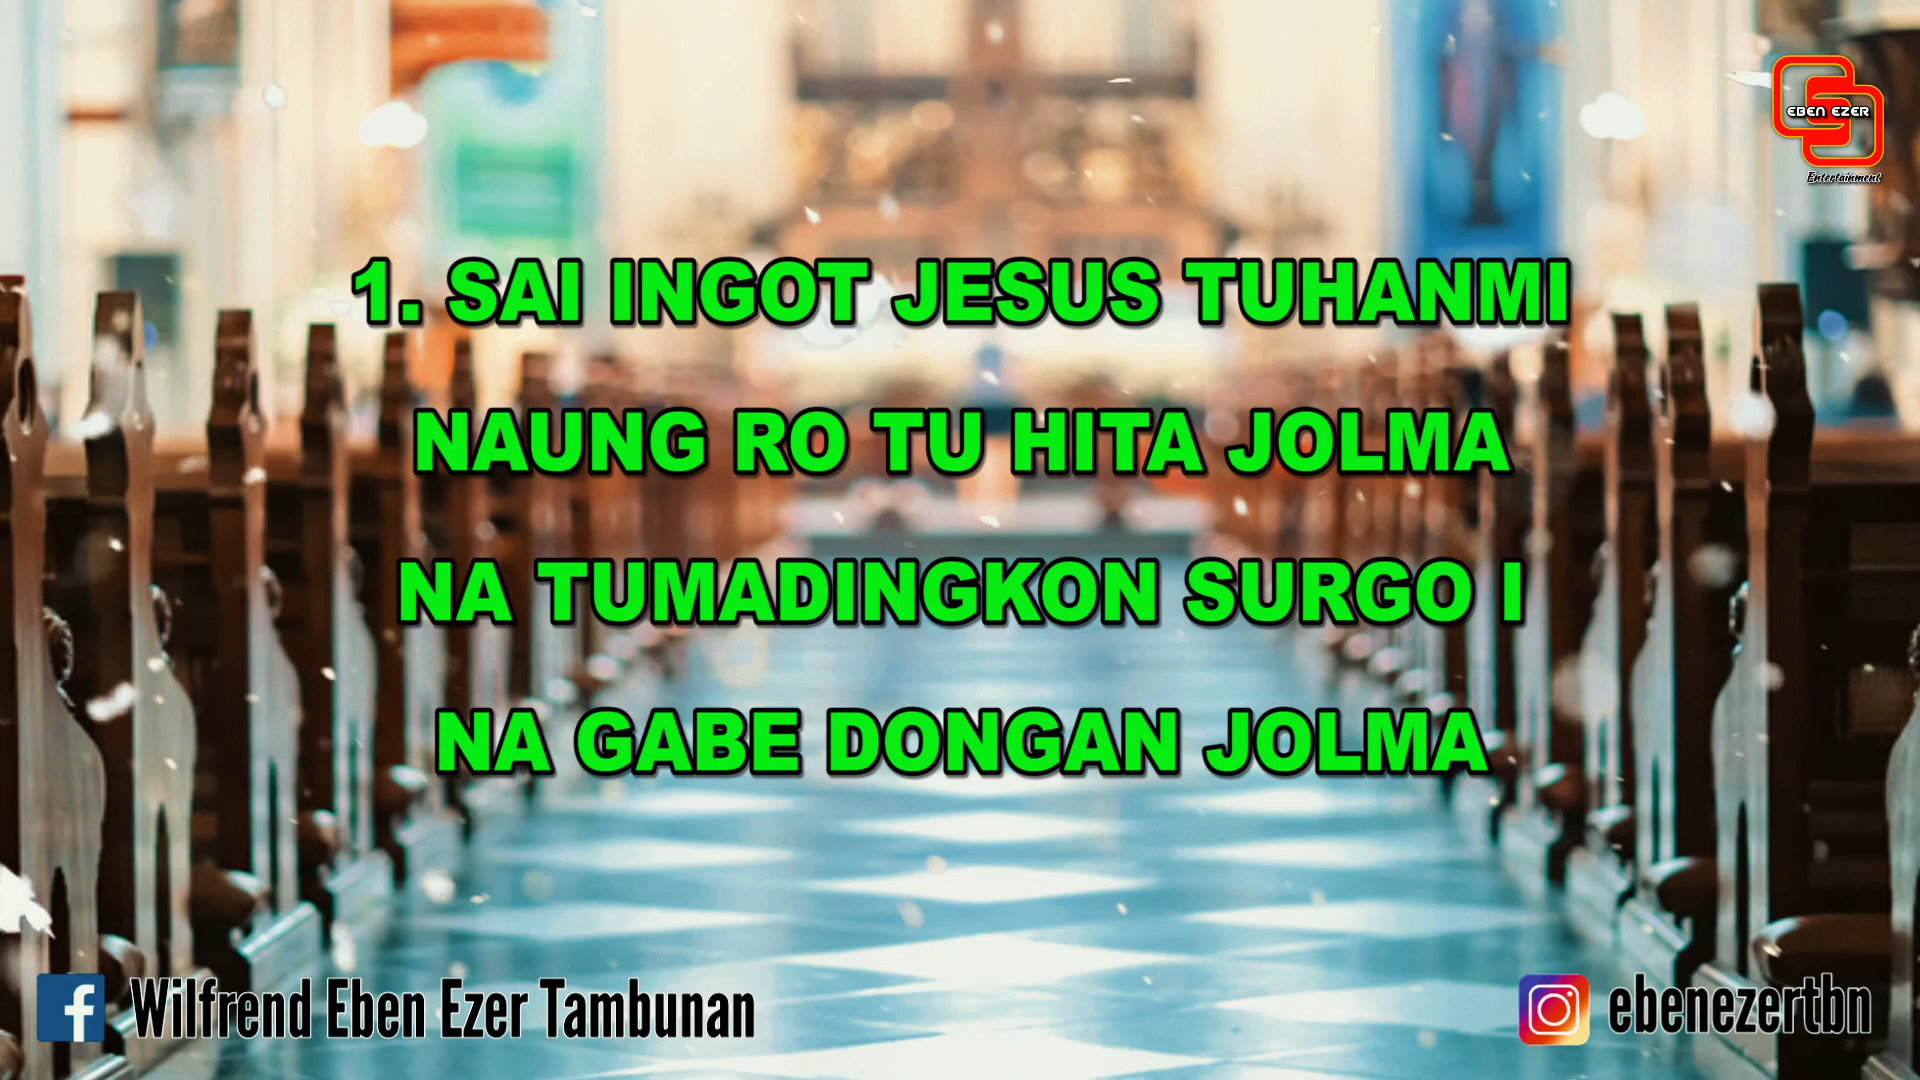 EBEN EZER
Entertainment
1. SAI INGOT JESUS TUHANMI
NAUNG RO TU HITA JOLMA
NA TUMADINGKON SURGO I
NA GABE DONGAN JOLMA
f Wilfrend Eben Ezer Tambunan
ebenezertbn